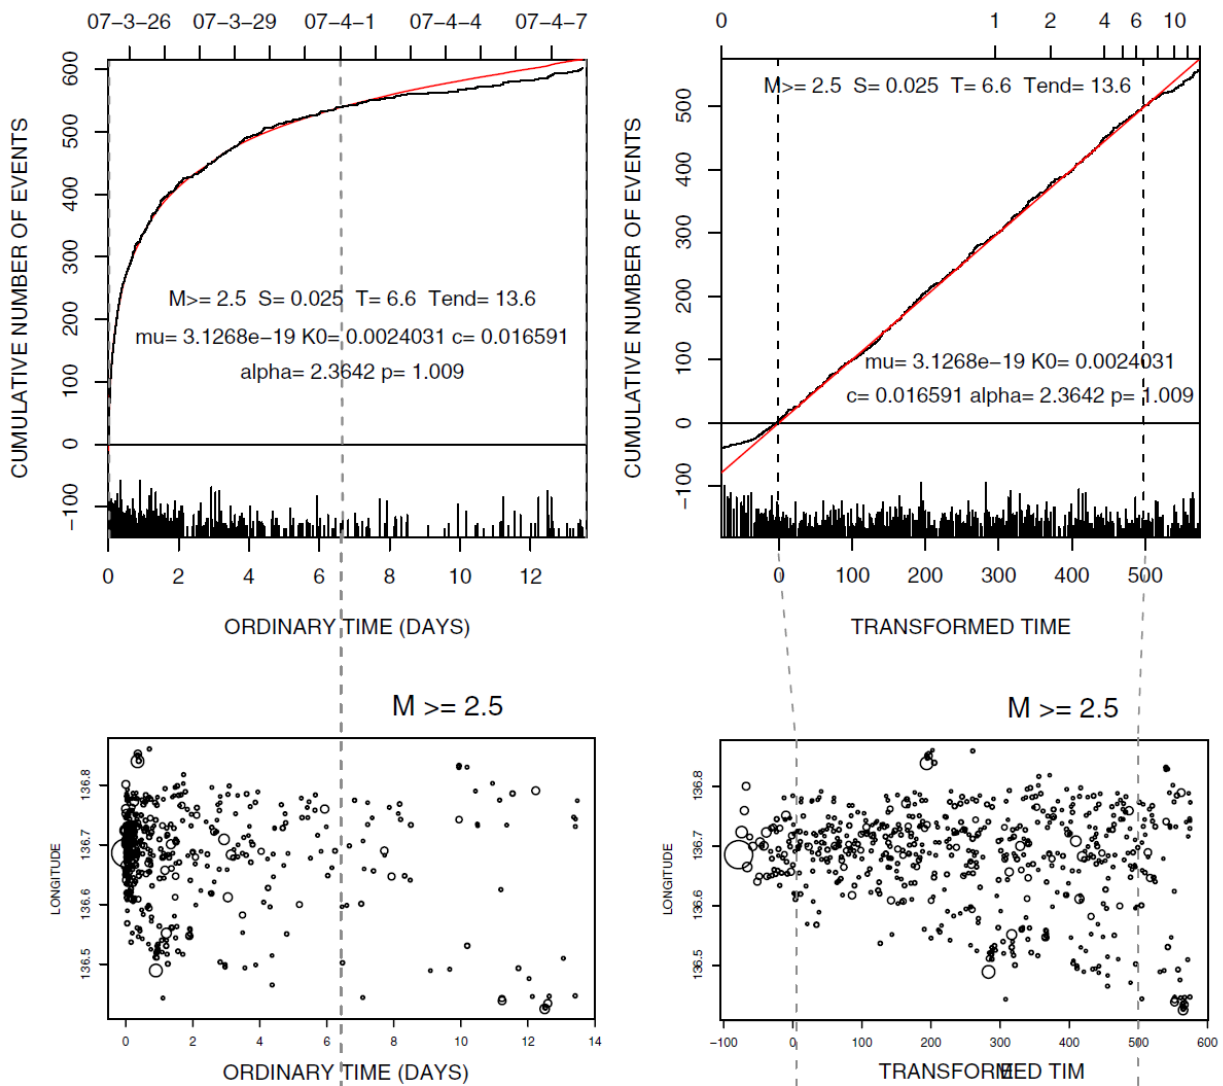 07-3-26 07-3-29 07-4-1 07-4-4 07-4-7
600
500
400
300
200
100
0
-100
CUMULATIVE NUMBER OF EVENTS
M>= 2.5 S= 0.025 T= 6.6 Tend= 13.6
mu= 3.1268e-19 K0= 0.0024031 c= 0.016591
alpha= 2.3642 p= 1.009
0 2 4 6 8 10 12
ORDINARY TIME (DAYS)
0 1 2 4 6 10
M>= 2.5 S= 0.025 T= 6.6 Tend= 13.6
500
400
300
200
100
0
-100
CUMULATIVE NUMBER OF EVENTS
mu= 3.1268e-19 K0= 0.0024031
c= 0.016591 alpha= 2.3642 p= 1.009
0 100 200 300 400 500
TRANSFORMED TIME
M >= 2.5
136.8
136.7
136.6
136.5
LONGITUDE
0 2 4 6 8 10 12 14
ORDINARY TIME (DAYS)
M >= 2.5
136.8
136.7
136.6
136.5
LONGITUDE
-100 0 100 200 300 400 500 600